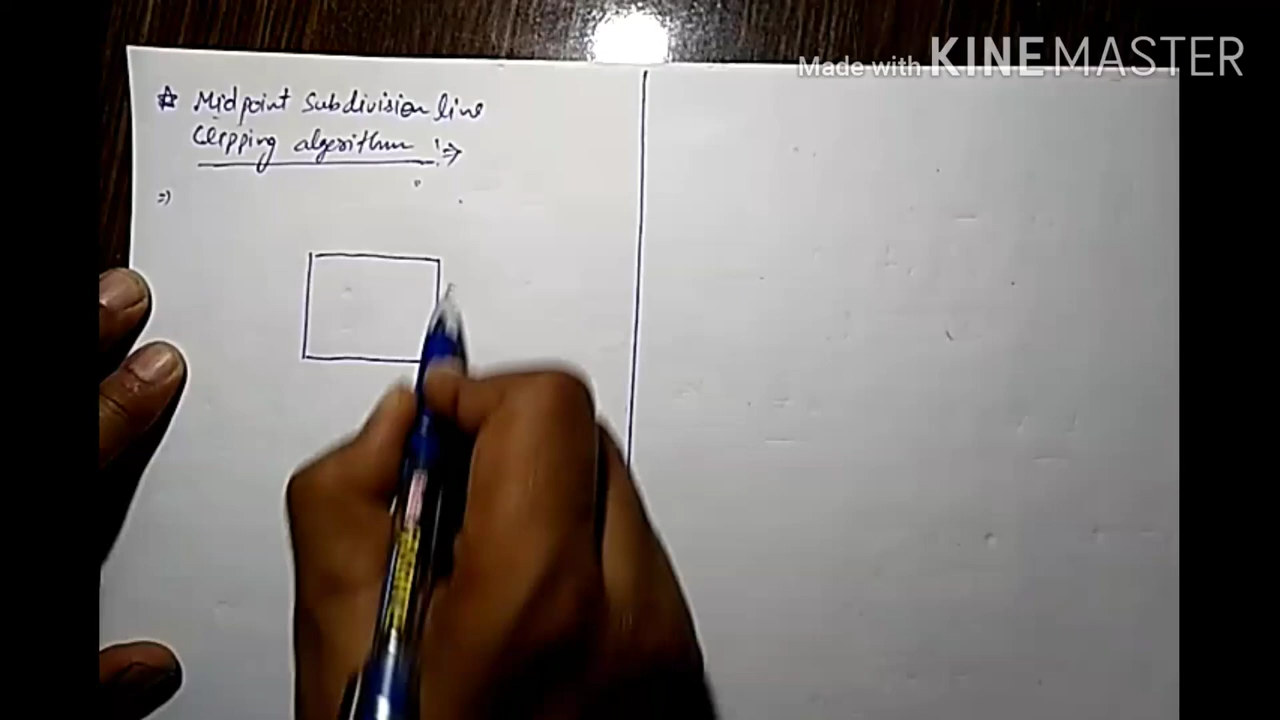 Made with KINEMASTER
☆ Midpoint Subdivision line
Clipping algorithm :⇒
⇒